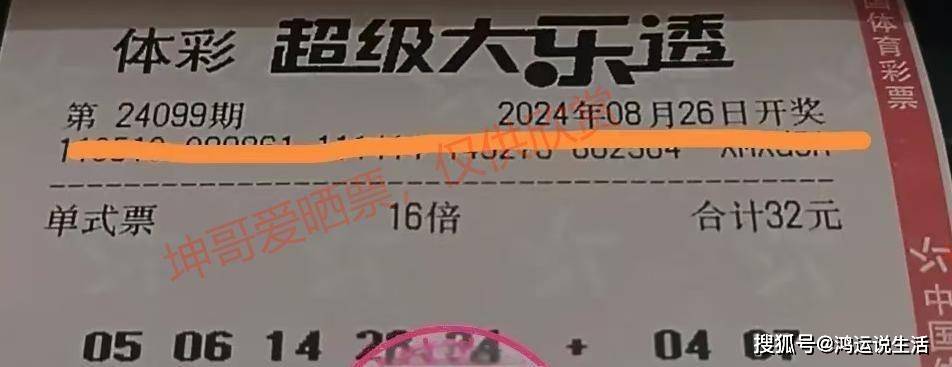 体彩 超级大乐透
第 24099期 2024年08月26日开奖
单式票 16倍 合计32元
05 06 14 + 04 07
坤哥爱晒票，仅供欣赏
国体育彩票
中国
搜狐号@鸿运说生活